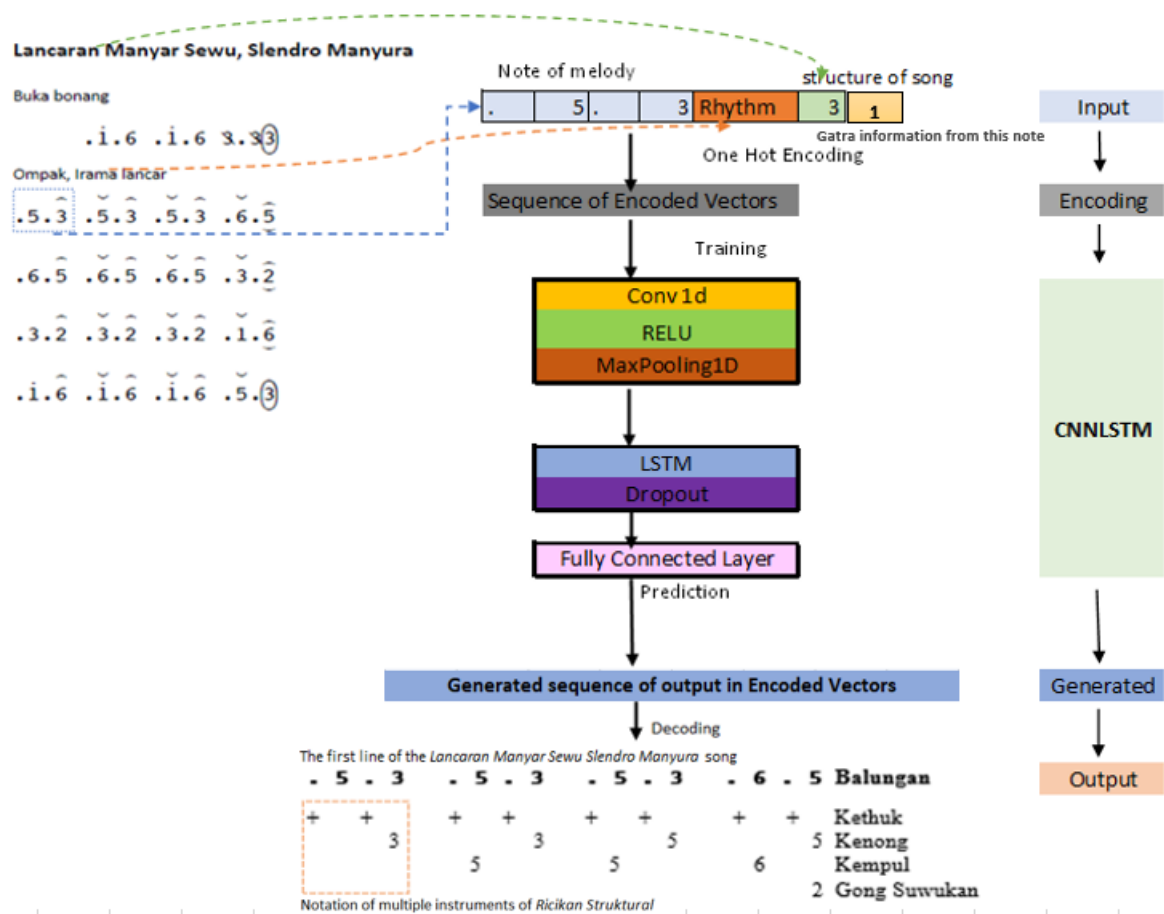 Lancaran Manyar Sewu, Slendro Manyura
Buka bonang
.i̇.6 .i̇.6 3.33
Ompak, Irama lancar
.5.3 .5.3 .5.3 .6.5
.6.5 .6.5 .6.5 .3.2
.3.2 .3.2 .3.2 .1.6
.i̇.6 .i̇.6 .i̇.6 .5.3
Note of melody
structure of song
. 5 . 3 Rhythm 3 1
Gatra information from this note
One Hot Encoding
Sequence of Encoded Vectors
Training
Conv 1d
RELU
MaxPooling1D
LSTM
Dropout
Fully Connected Layer
Prediction
Generated sequence of output in Encoded Vectors
Decoding
The first line of the Lancaran Manyar Sewu Slendro Manyura song
. 5 . 3 . 5 . 3 . 5 . 3 . 6 . 5 Balungan
+ + + + + + + + Kethuk
3 3 5 5 Kenong
5 5 6 Kempul
2 Gong Suwukan
Notation of multiple instruments of Ricikan Struktural
Input
Encoding
CNNLSTM
Generated
Output